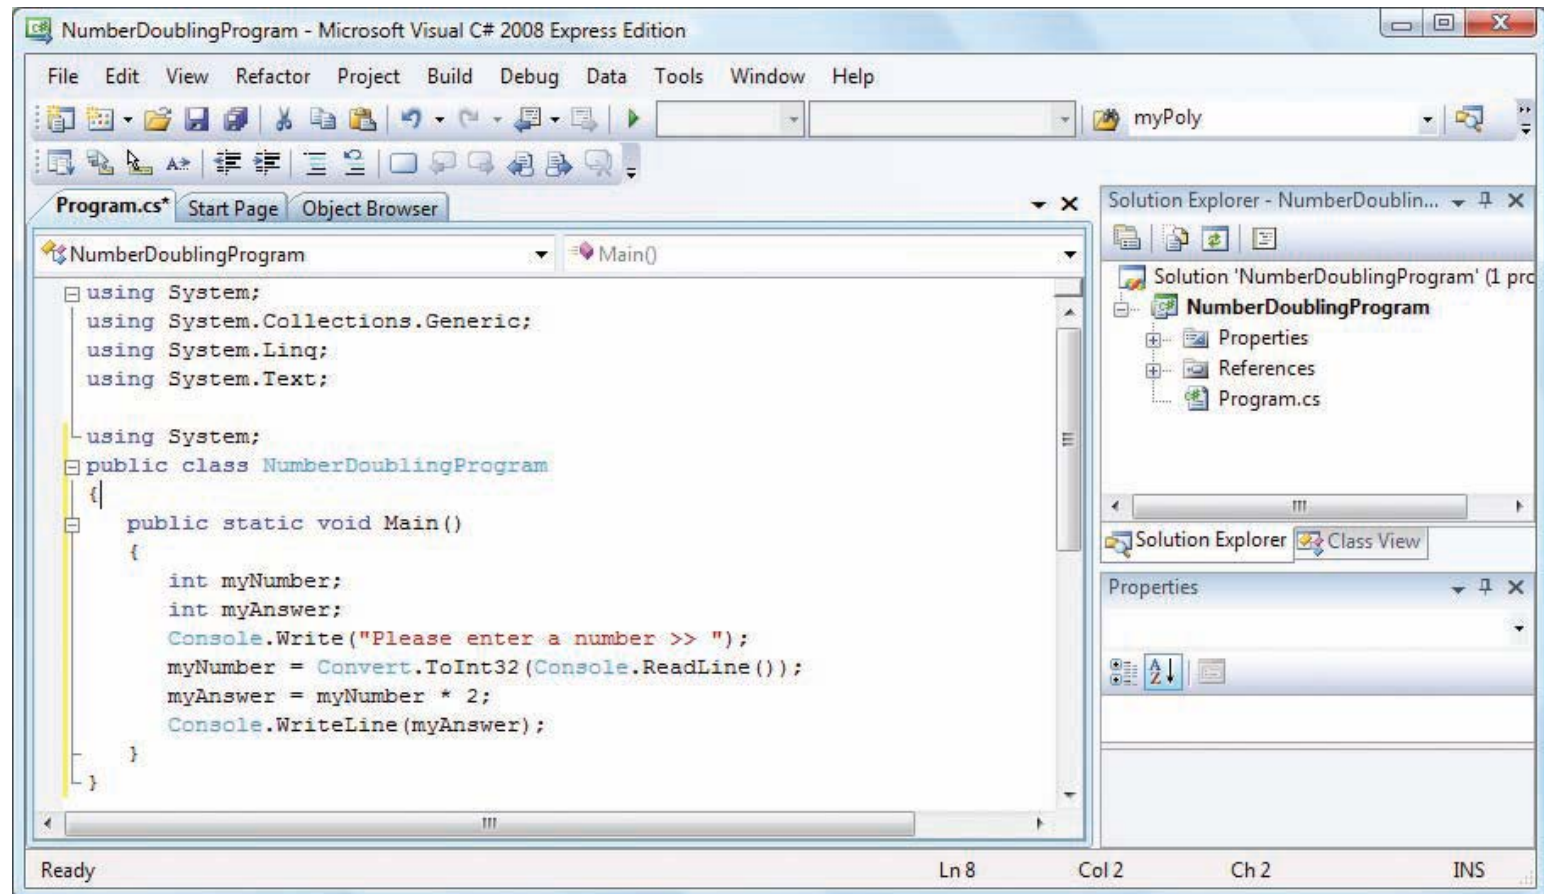 NumberDoublingProgram - Microsoft Visual C# 2008 Express Edition
File Edit View Refactor Project Build Debug Data Tools Window Help
myPoly
Program.cs* Start Page Object Browser
NumberDoublingProgram Main()
using System;
using System.Collections.Generic;
using System.Linq;
using System.Text;
using System;
public class NumberDoublingProgram
{
public static void Main()
{
int myNumber;
int myAnswer;
Console.Write("Please enter a number >> ");
myNumber = Convert.ToInt32(Console.ReadLine());
myAnswer = myNumber * 2;
Console.WriteLine(myAnswer);
}
}
Solution Explorer - NumberDoublin...
Solution 'NumberDoublingProgram' (1 pro
NumberDoublingProgram
Properties
References
Program.cs
Solution Explorer Class View
Properties
Ready Ln 8 Col 2 Ch 2 INS